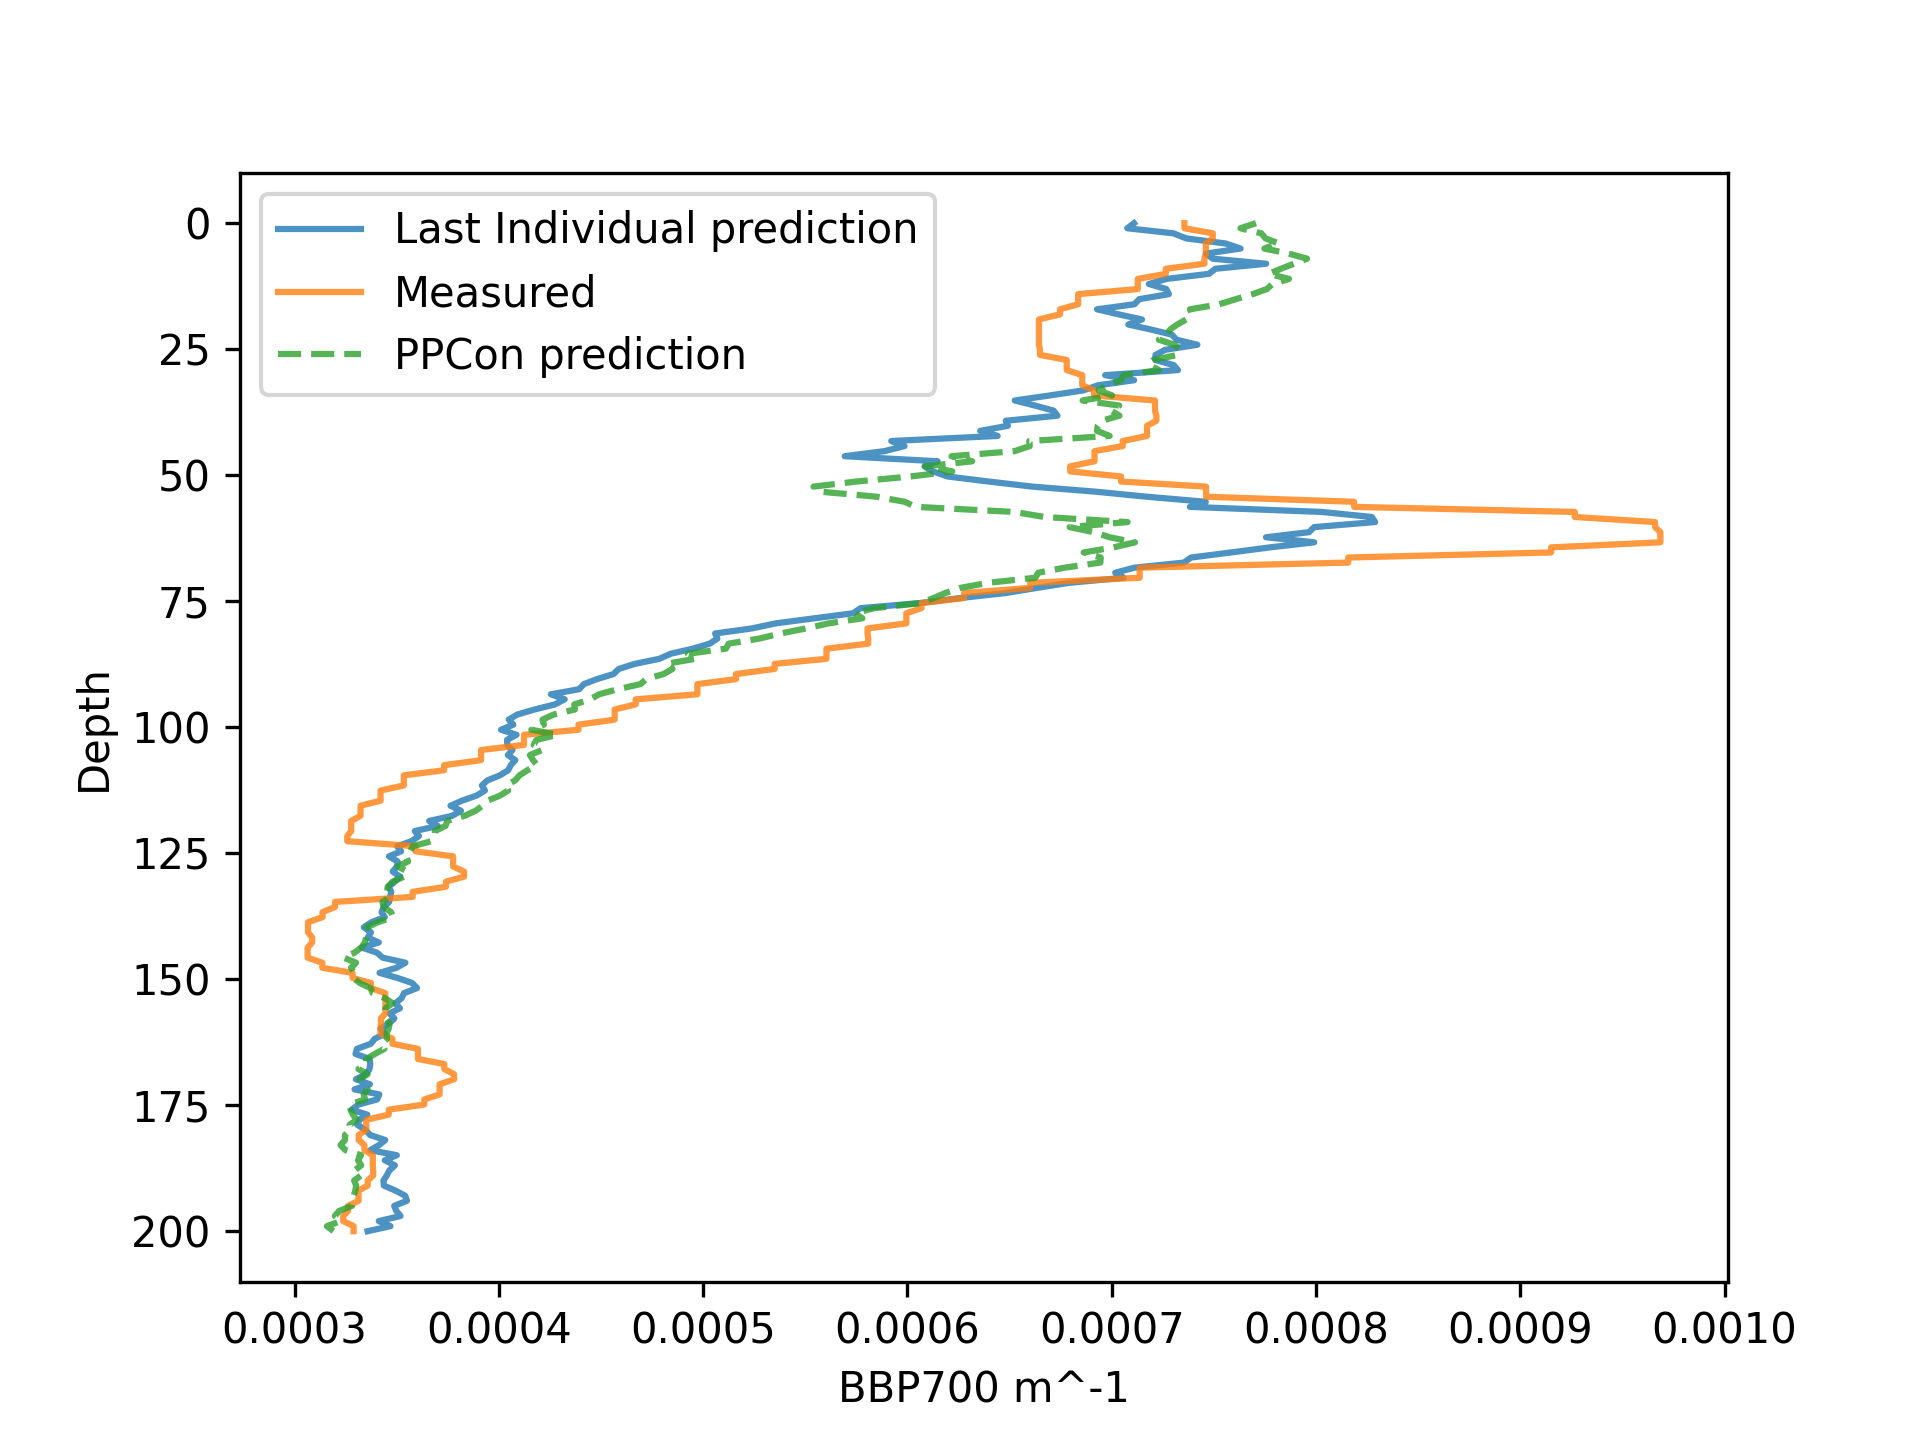 Last Individual prediction
Measured
PPCon prediction
0
25
50
75
100
125
150
175
200
Depth
0.0003 0.0004 0.0005 0.0006 0.0007 0.0008 0.0009 0.0010
BBP700 m^-1